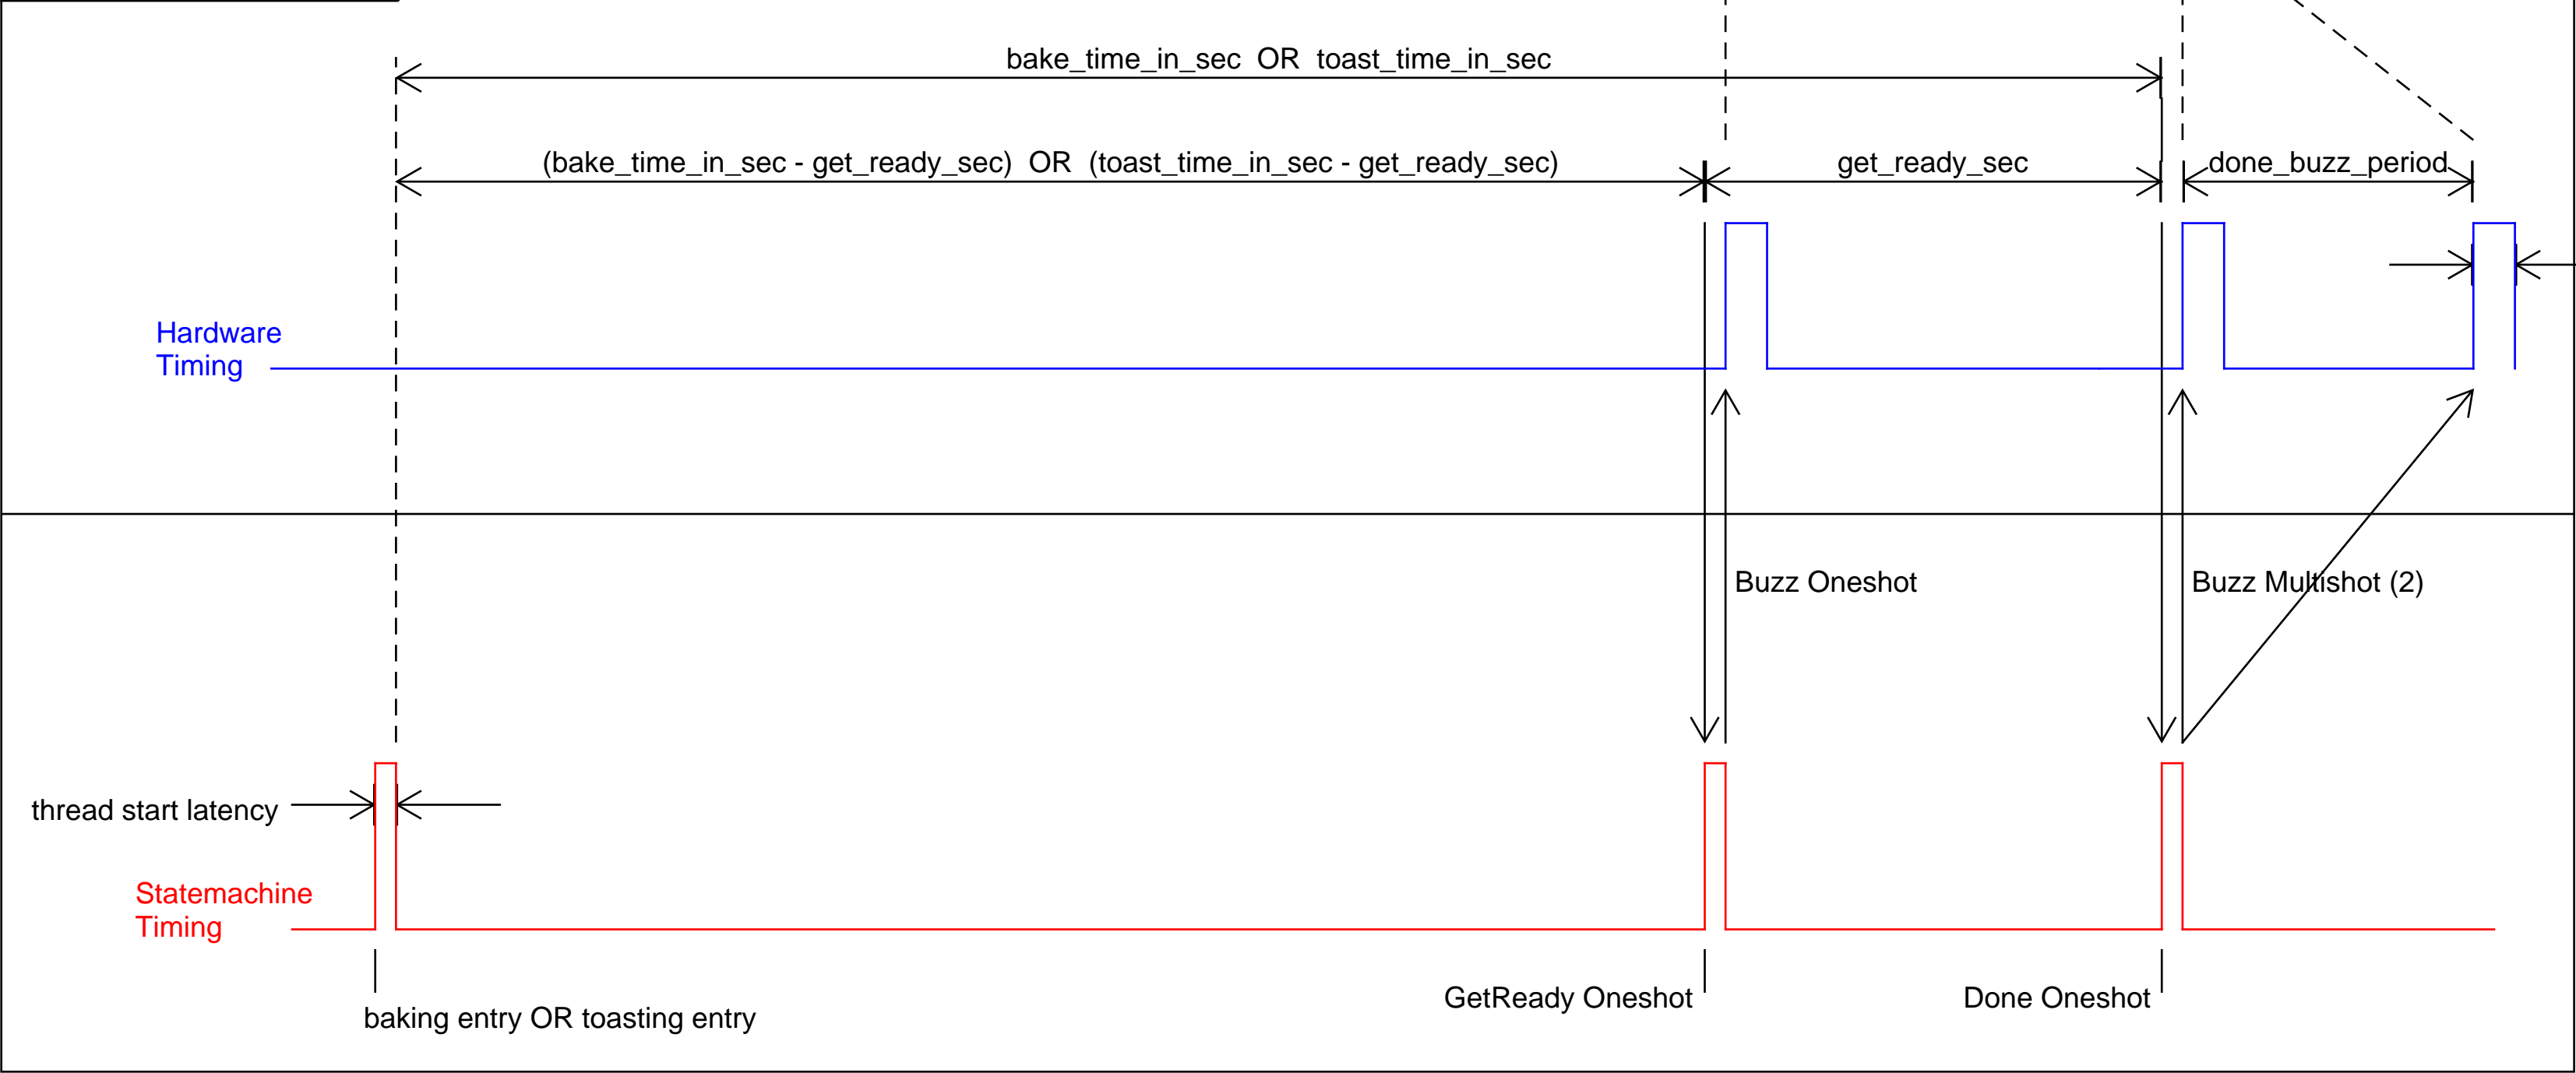 bake_time_in_sec  OR  toast_time_in_sec
(bake_time_in_sec - get_ready_sec)  OR  (toast_time_in_sec - get_ready_sec)
get_ready_sec
done_buzz_period
Hardware
Timing
Buzz Oneshot
Buzz Multishot (2)
thread start latency
Statemachine
Timing
GetReady Oneshot
Done Oneshot
baking entry OR toasting entry